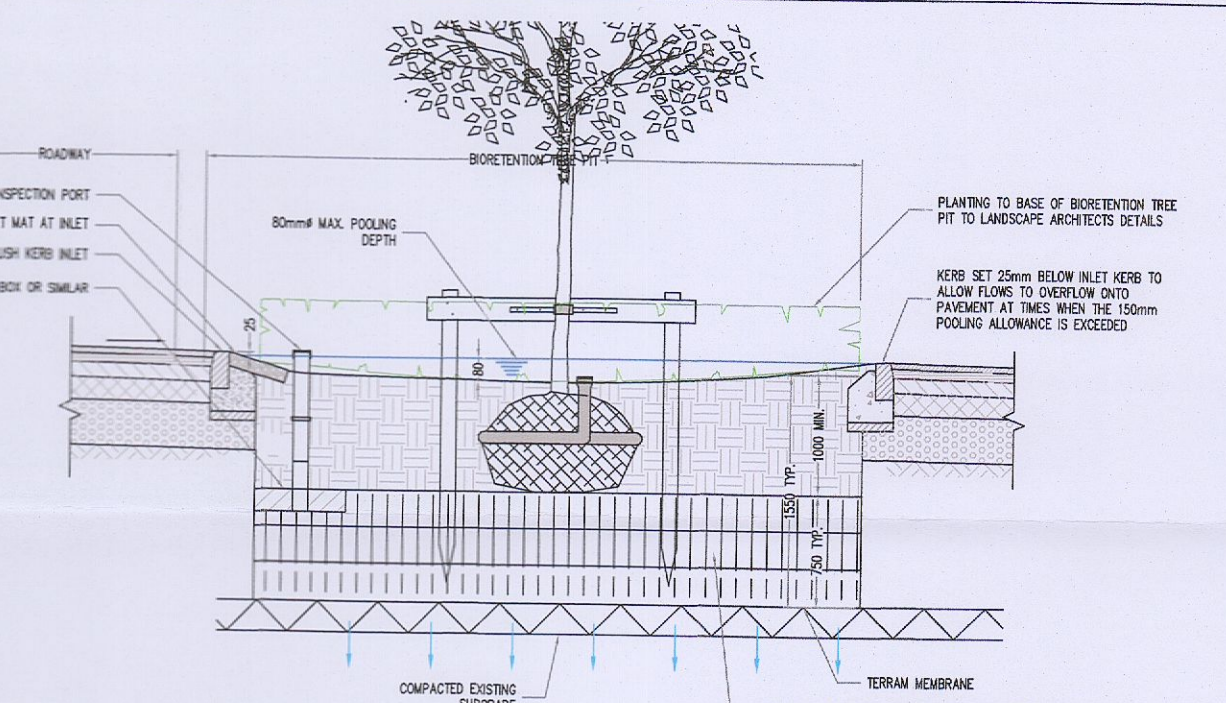 ROADWAY
BIORETENTION TREE PIT F
NSPECTION PORT
T MAT AT INLET
USH KERB INLET
BOX OR SIMILAR
80mmø MAX. POOLING
DEPTH
PLANTING TO BASE OF BIORETENTION TREE
PIT TO LANDSCAPE ARCHITECTS DETAILS
KERB SET 25mm BELOW INLET KERB TO
ALLOW FLOWS TO OVERFLOW ONTO
PAVEMENT AT TIMES WHEN THE 150mm
POOLING ALLOWANCE IS EXCEEDED
25
80
1000 MIN.
1550 TYP.
750 TYP.
COMPACTED EXISTING
SUBGRADE
TERRAM MEMBRANE